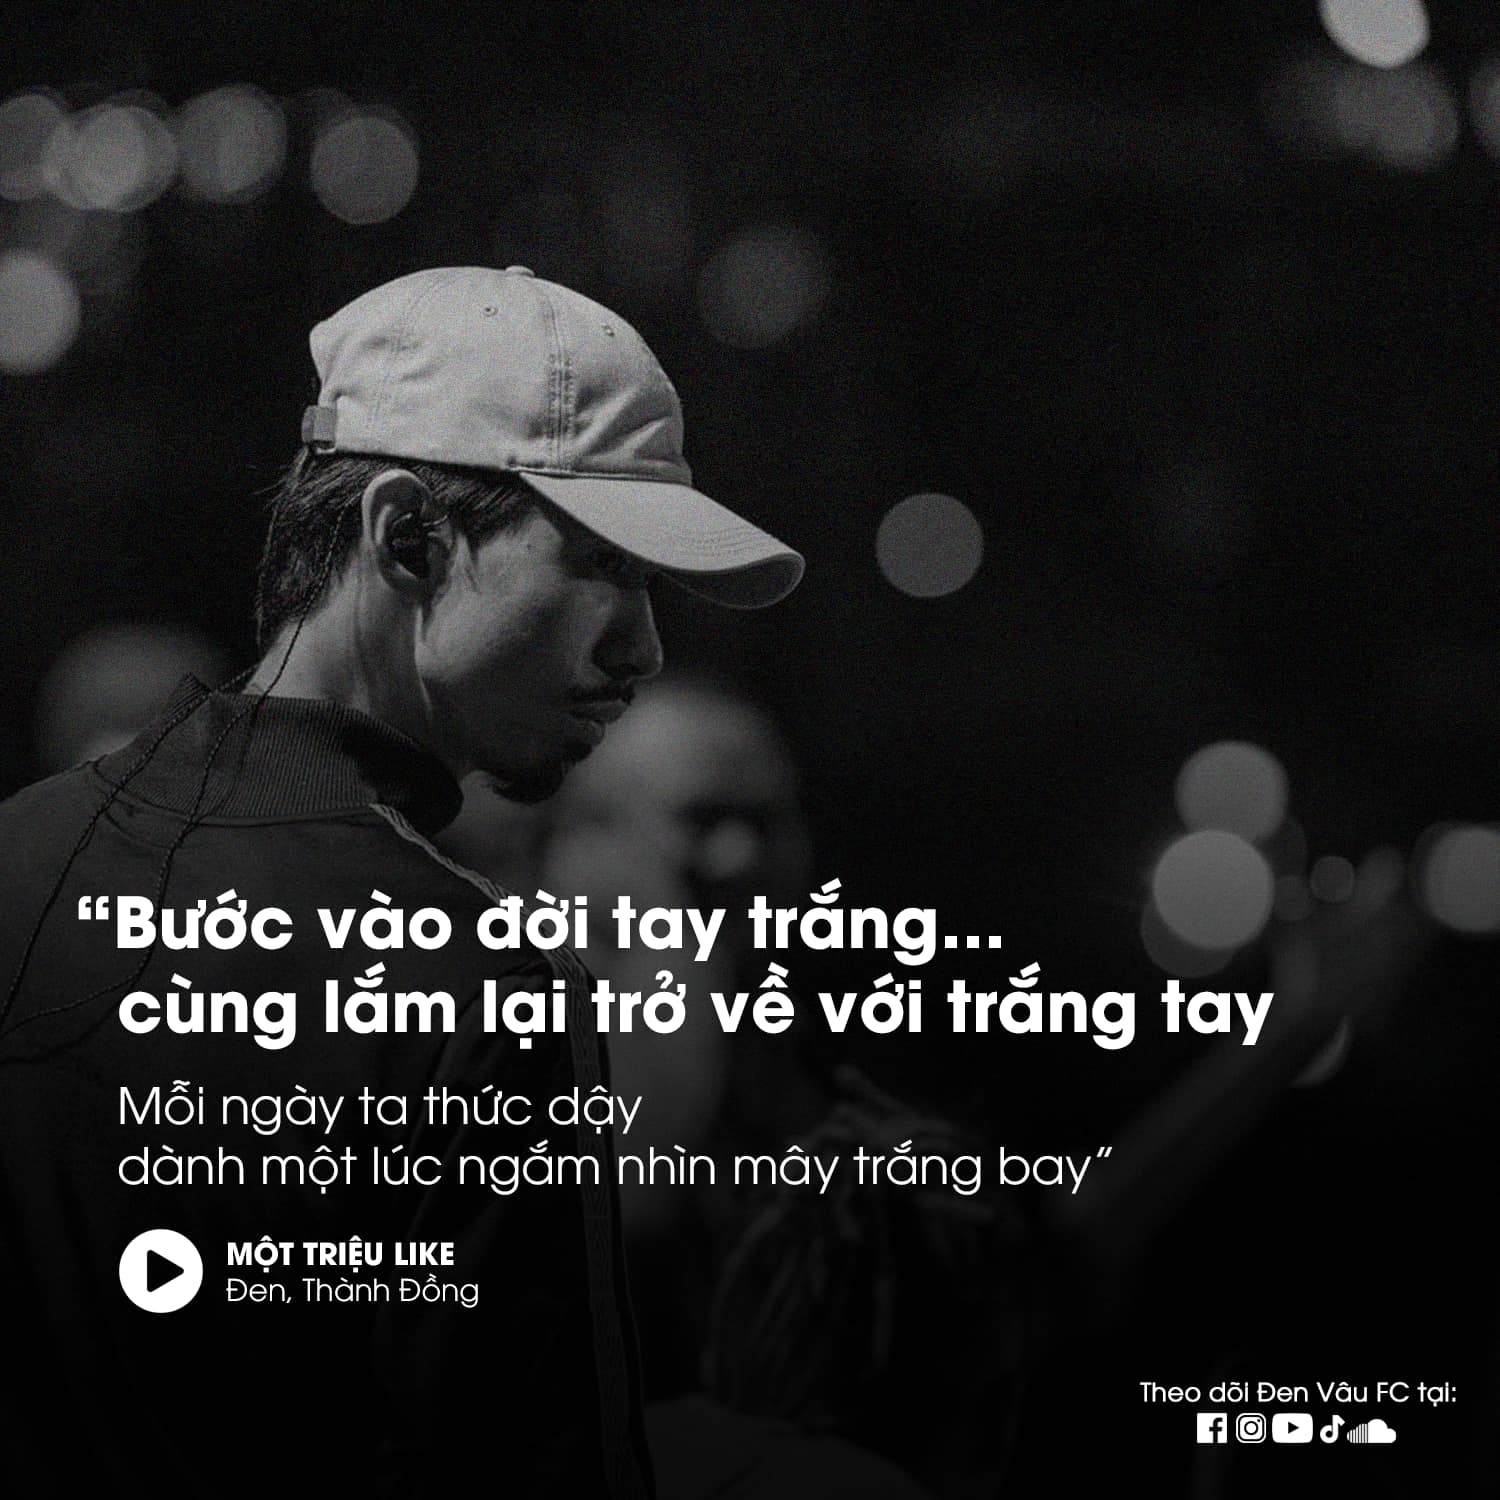 “Bước vào đời tay trắng...
cùng lắm lại trở về với trắng tay
Mỗi ngày ta thức dậy
dành một lúc ngắm nhìn mây trắng bay”
MỘT TRIỆU LIKE
Đen, Thành Đồng
Theo dõi Đen Vâu FC tại: